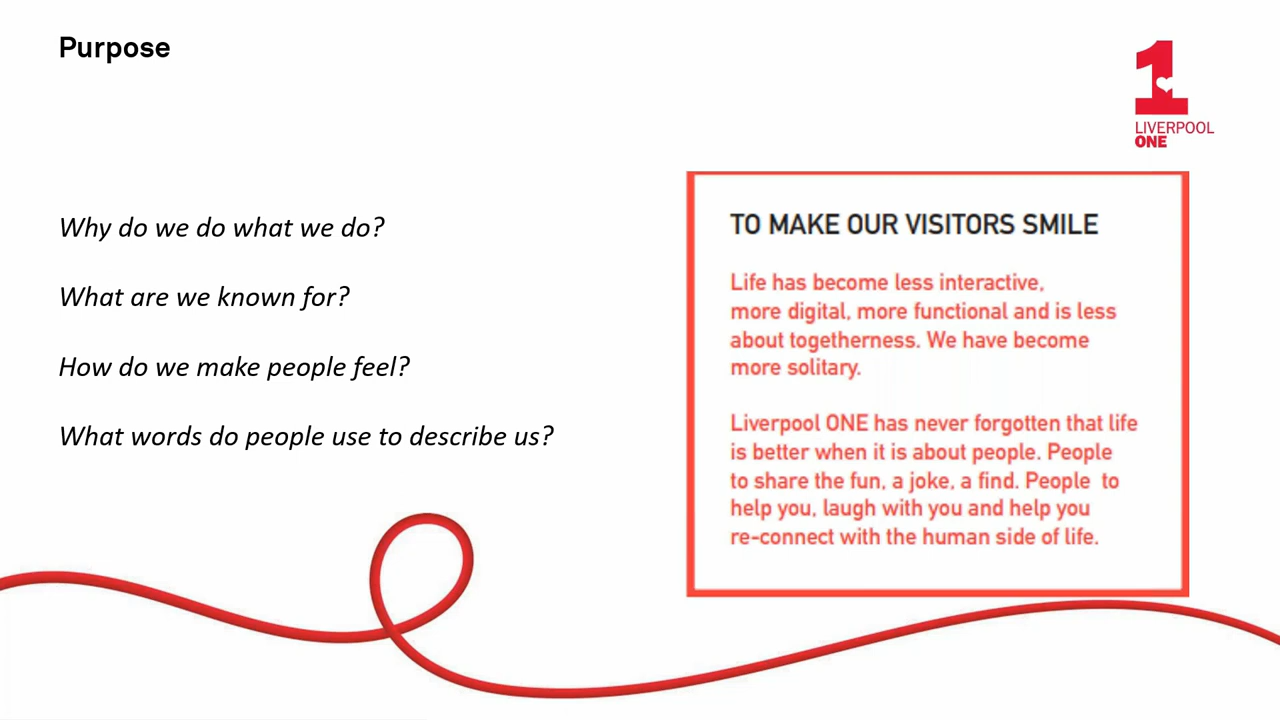 Purpose
1
LIVERPOOL
ONE
Why do we do what we do?
What are we known for?
How do we make people feel?
What words do people use to describe us?
TO MAKE OUR VISITORS SMILE
Life has become less interactive,
more digital, more functional and is less
about togetherness. We have become
more solitary.
Liverpool ONE has never forgotten that life
is better when it is about people. People
to share the fun, a joke, a find. People to
help you, laugh with you and help you
re-connect with the human side of life.